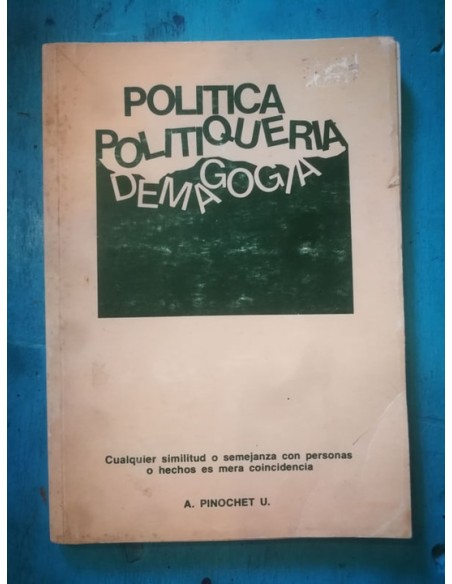 POLITICA
POLITIQUERIA
DEMAGOGIA
Cualquier similitud o semejanza con personas
o hechos es mera coincidencia
A. PINOCHET U.